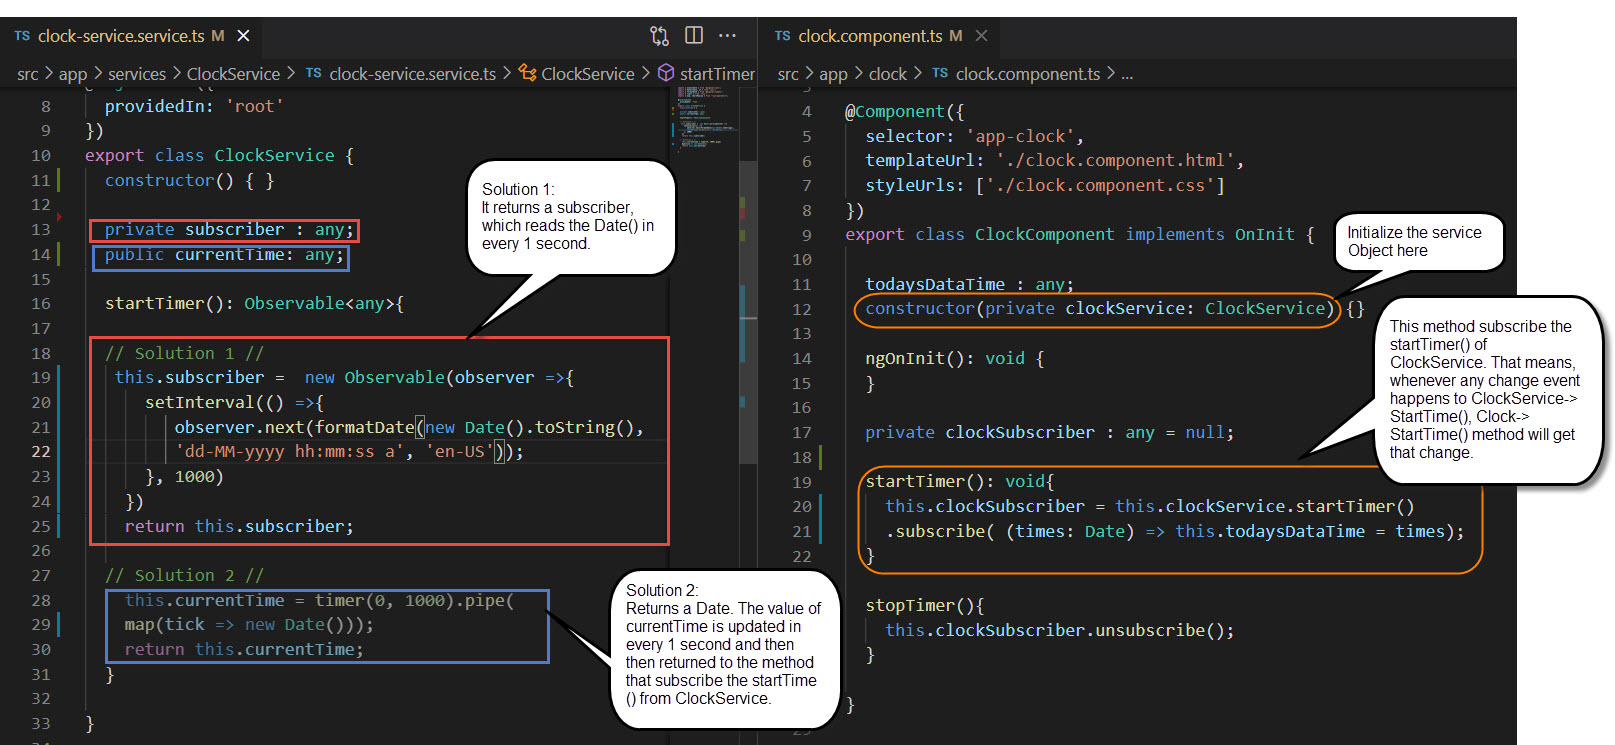 TS clock-service.service.ts M
src > app > services > ClockService > TS clock-service.service.ts > ClockService > startTimer
8 providedIn: 'root'
9 })
10 export class ClockService {
11 constructor() { }
12
13 private subscriber : any;
14 public currentTime: any;
15
16 startTimer(): Observable<any>{
17
18 // Solution 1 //
19 this.subscriber =  new Observable(observer =>{
20 setInterval(() =>{
21 observer.next(formatDate(new Date().toString(),
22 'dd-MM-yyyy hh:mm:ss a', 'en-US'));
23 }, 1000)
24 })
25 return this.subscriber;
26
27 // Solution 2 //
28 this.currentTime = timer(0, 1000).pipe(
29 map(tick => new Date()));
30 return this.currentTime;
31 }
32
33 }
Solution 1:
It returns a subscriber,
which reads the Date() in
every 1 second.
Solution 2:
Returns a Date. The value of
currentTime is updated in
every 1 second and then
then returned to the method
that subscribe the startTime
() from ClockService.
TS clock.component.ts M
src > app > clock > TS clock.component.ts > ...
4 @Component({
5 selector: 'app-clock',
6 templateUrl: './clock.component.html',
7 styleUrls: ['./clock.component.css']
8 })
9 export class ClockComponent implements OnInit {
10
11 todaysDataTime : any;
12 constructor(private clockService: ClockService) {}
13
14 ngOnInit(): void {
15 }
16
17 private clockSubscriber : any = null;
18
19 startTimer(): void{
20 this.clockSubscriber = this.clockService.startTimer()
21 .subscribe( (times: Date) => this.todaysDataTime = times);
22 }
stopTimer(){
this.clockSubscriber.unsubscribe();
}
}
Initialize the service
Object here
This method subscribe the
startTimer() of
ClockService. That means,
whenever any change event
happens to ClockService->
StartTime(), Clock->
StartTime() method will get
that change.